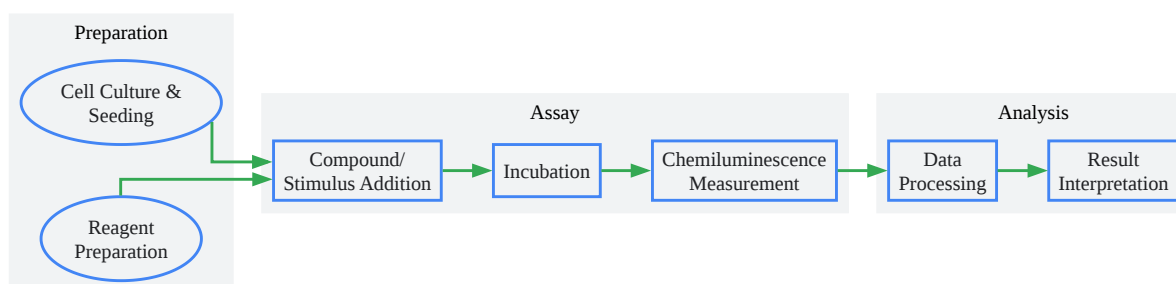 Preparation
Cell Culture &
Seeding
Reagent
Preparation
Assay
Compound/
Stimulus Addition
Incubation
Chemiluminescence
Measurement
Analysis
Data
Processing
Result
Interpretation